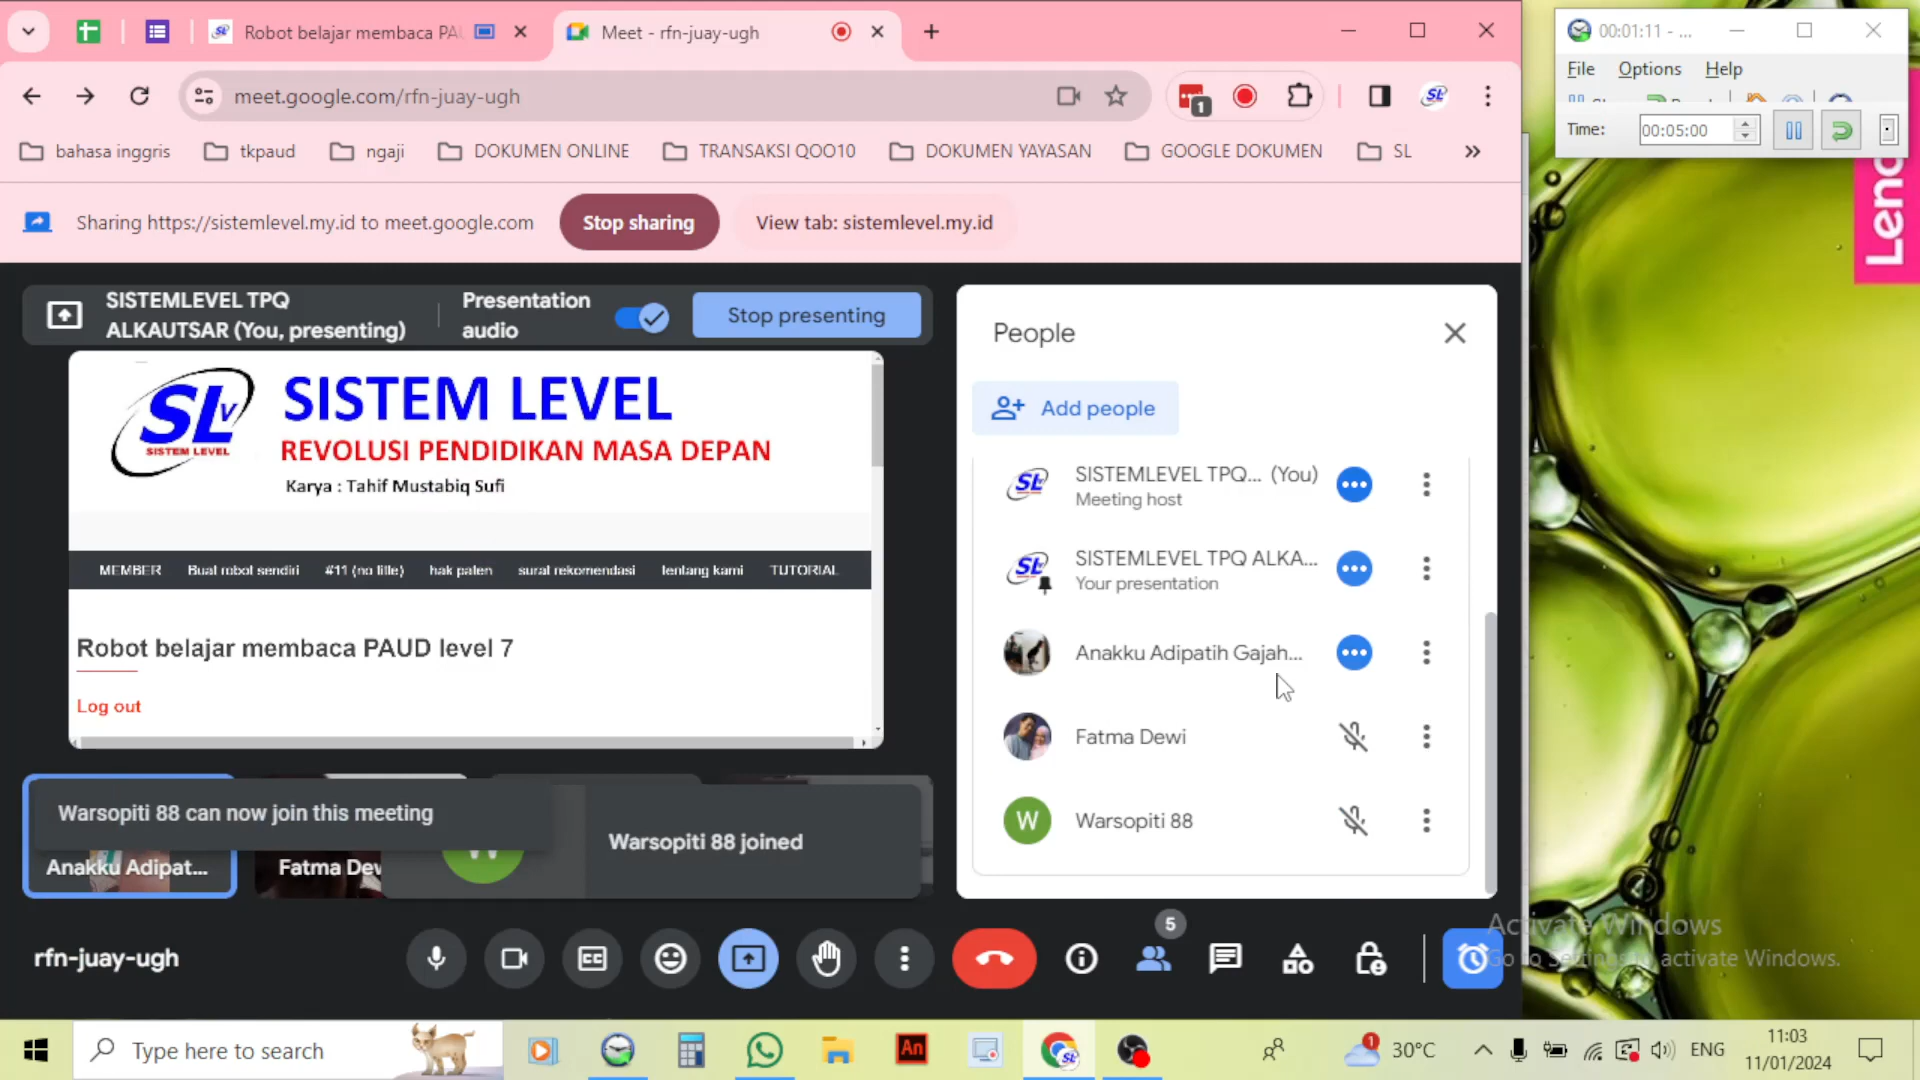 Robot belajar membaca PA
Meet - rfn-juay-ugh
meet.google.com/rfn-juay-ugh
1
SL
bahasa inggris
tkpaud
ngaji
DOKUMEN ONLINE
TRANSAKSI QOO10
DOKUMEN YAYASAN
GOOGLE DOKUMEN
SL
»
Sharing https://sistemlevel.my.id to meet.google.com
Stop sharing
View tab: sistemlevel.my.id
SISTEMLEVEL TPQ
ALKAUTSAR (You, presenting)
Presentation
audio
Stop presenting
SLV
SISTEM LEVEL
SISTEM LEVEL
REVOLUSI PENDIDIKAN MASA DEPAN
Karya : Tahif Mustabiq Sufi
MEMBER
Buat robot sendiri
#11 (no title)
hak paten
surat rekomendasi
tentang kami
TUTORIAL
Robot belajar membaca PAUD level 7
Log out
Warsopiti 88 can now join this meeting
Warsopiti 88 joined
Anakku Adipat...
Fatma Dew
People
Add people
SISTEMLEVEL TPQ... (You)
Meeting host
SISTEMLEVEL TPQ ALKA...
Your presentation
Anakku Adipatih Gajah...
Fatma Dewi
W
Warsopiti 88
rfn-juay-ugh
5
00:01:11 - ...
File
Options
Help
Time:
00:05:00
Leno
Activate Windows
Go to Settings to activate Windows.
Type here to search
An
1
30°C
ENG
11:03
11/01/2024